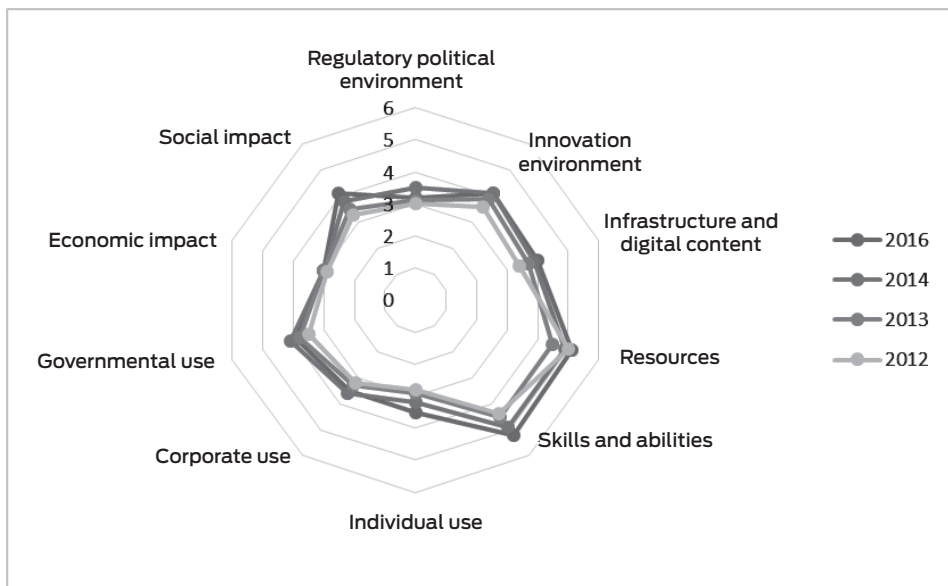 Regulatory political
environment
Social impact
Innovation
environment
6
5
4
3
2
1
0
Economic impact
Infrastructure and
digital content
2016
2014
2013
2012
Governmental use
Resources
Corporate use
Skills and abilities
Individual use